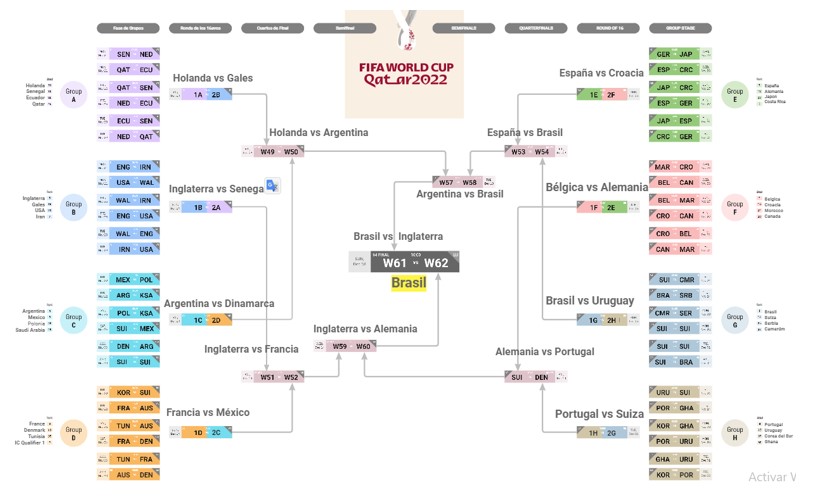 Fase de Grupos
Ronda de los 16avos
Cuartos de Final
Semifinal
SEMIFINALS
QUARTERFINALS
ROUND OF 16
GROUP STAGE
FIFA WORLD CUP
Qatar2022
Holanda
Senegal
Ecuador
Qatar
Group
A
SEN NED
QAT ECU
QAT SEN
NED ECU
ECU SEN
NED QAT
Inglaterra
Gales
USA
Iran
Group
B
ENG IRN
USA WAL
WAL IRN
ENG USA
WAL ENG
IRN USA
Argentina
Mexico
Polonia
Saudi Arabia
Group
C
MEX POL
ARG KSA
POL KSA
SUI MEX
DEN ARG
SUI SUI
France
Denmark
Tunisia
IC Qualifier 1
Group
D
KOR SUI
FRA AUS
TUN AUS
FRA DEN
TUN FRA
AUS DEN
Holanda vs Gales
1A 2B
Inglaterra vs Senega
1B 2A
Argentina vs Dinamarca
1C 2D
Francia vs México
1D 2C
Holanda vs Argentina
W49 W50
Inglaterra vs Francia
W51 W52
W57 W58
Argentina vs Brasil
Brasil vs Inglaterra
W61 vs W62
Brasil
Inglaterra vs Alemania
W59 W60
España vs Brasil
W53 W54
Alemania vs Portugal
SUI DEN
España vs Croacia
1E 2F
Bélgica vs Alemania
1F 2E
Brasil vs Uruguay
1G 2H
Portugal vs Suiza
1H 2G
GER JAP
ESP CRC
JAP CRC
ESP GER
JAP ESP
CRC GER
Group
E
España
Alemania
Japon
Costa Rica
MAR CRO
BEL CAN
BEL MAR
CRO CAN
CRO BEL
CAN MAR
Group
F
Belgica
Croacia
Morocco
Canada
SUI CMR
BRA SRB
CMR SER
SUI SUI
SUI SUI
SUI BRA
Group
G
Brasil
Suiza
Serbia
Camerún
URU SUI
POR GHA
KOR GHA
POR URU
GHA URU
KOR POR
Group
H
Portugal
Uruguay
Corea del Sur
Ghana